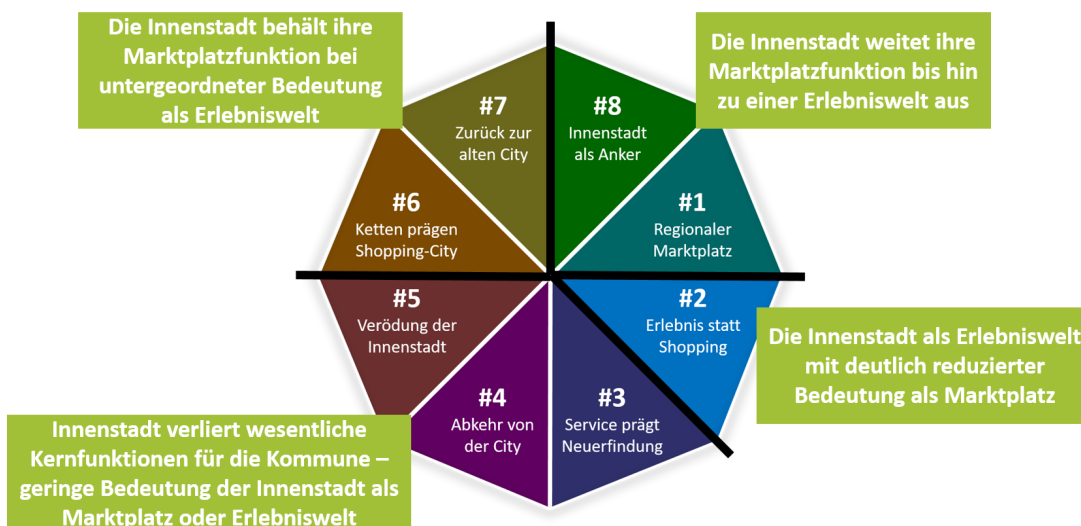 Die Innenstadt behält ihre
Marktplatzfunktion bei
untergeordneter Bedeutung
als Erlebniswelt
Die Innenstadt weitet ihre
Marktplatzfunktion bis hin
zu einer Erlebniswelt aus
#7
Zurück zur
alten City
#8
Innenstadt
als Anker
#6
Ketten prägen
Shopping-City
#1
Regionaler
Marktplatz
#5
Verödung der
Innenstadt
#2
Erlebnis statt
Shopping
Die Innenstadt als Erlebniswelt
mit deutlich reduzierter
Bedeutung als Marktplatz
#4
Abkehr von
der City
#3
Service prägt
Neuerfindung
Innenstadt verliert wesentliche
Kernfunktionen für die Kommune –
geringe Bedeutung der Innenstadt als
Marktplatz oder Erlebniswelt